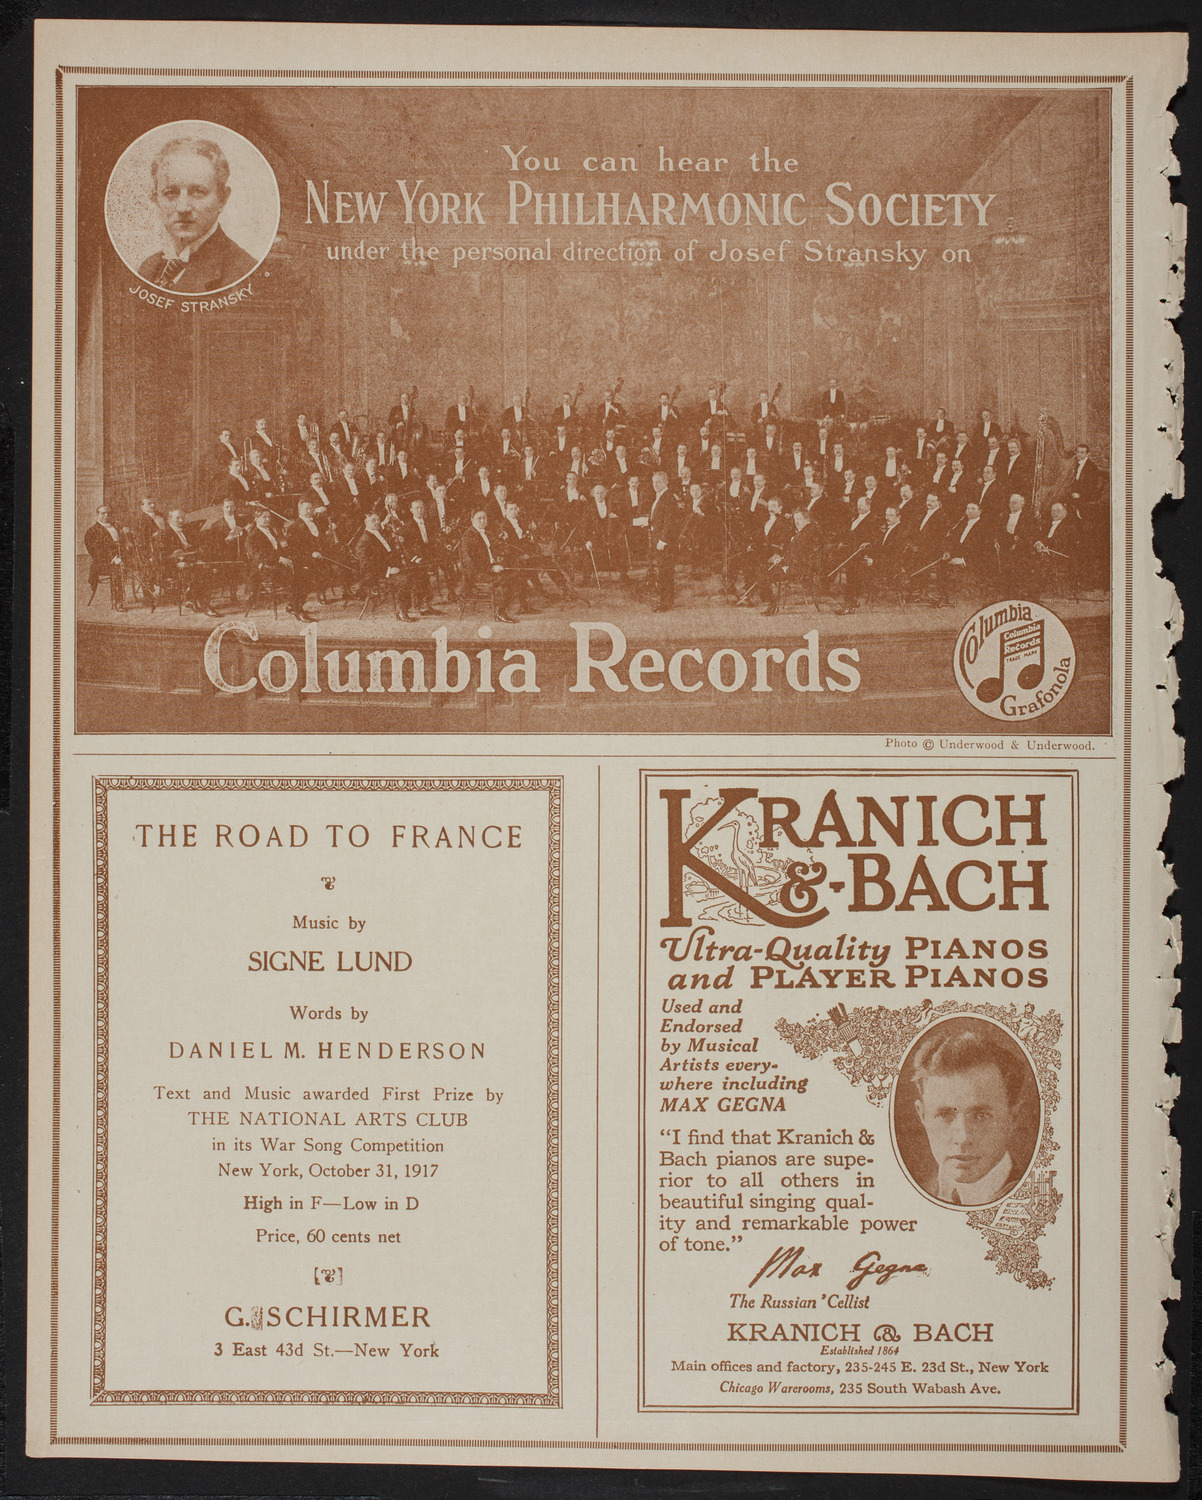 You can hear the
NEW YORK PHILHARMONIC SOCIETY
under the personal direction of Josef Stransky on
JOSEF STRANSKY
Columbia Records
Columbia
Columbia
Records
TRADE MARK
Grafonola
Photo © Underwood & Underwood.
THE ROAD TO FRANCE
Music by
SIGNE LUND
Words by
DANIEL M. HENDERSON
Text and Music awarded First Prize by
THE NATIONAL ARTS CLUB
in its War Song Competition
New York, October 31, 1917
High in F—Low in D
Price, 60 cents net
G. SCHIRMER
3 East 43d St.—New York
KRANICH
&-BACH
Ultra-Quality PIANOS
and PLAYER PIANOS
Used and
Endorsed
by Musical
Artists every-
where including
MAX GEGNA
"I find that Kranich &
Bach pianos are supe-
rior to all others in
beautiful singing qual-
ity and remarkable power
of tone."
Max Gegna
The Russian 'Cellist
KRANICH & BACH
Established 1864
Main offices and factory, 235-245 E. 23d St., New York
Chicago Warerooms, 235 South Wabash Ave.